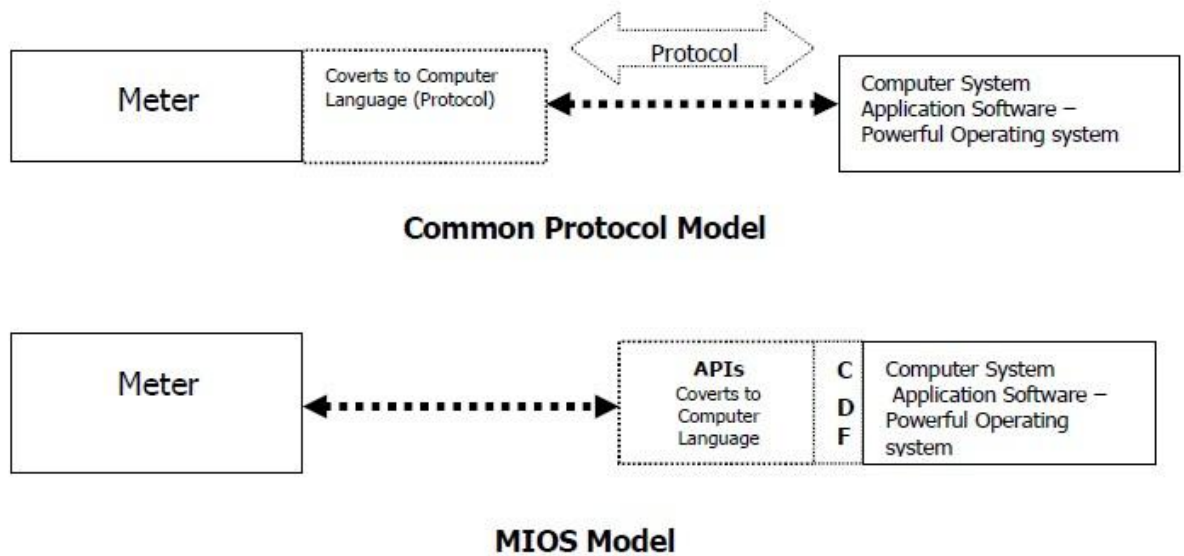 Meter
Coverts to Computer
Language (Protocol)
Protocol
Computer System
Application Software –
Powerful Operating system
Common Protocol Model
Meter
APIs
Coverts to
Computer
Language
C
D
F
Computer System
Application Software –
Powerful Operating
system
MIOS Model